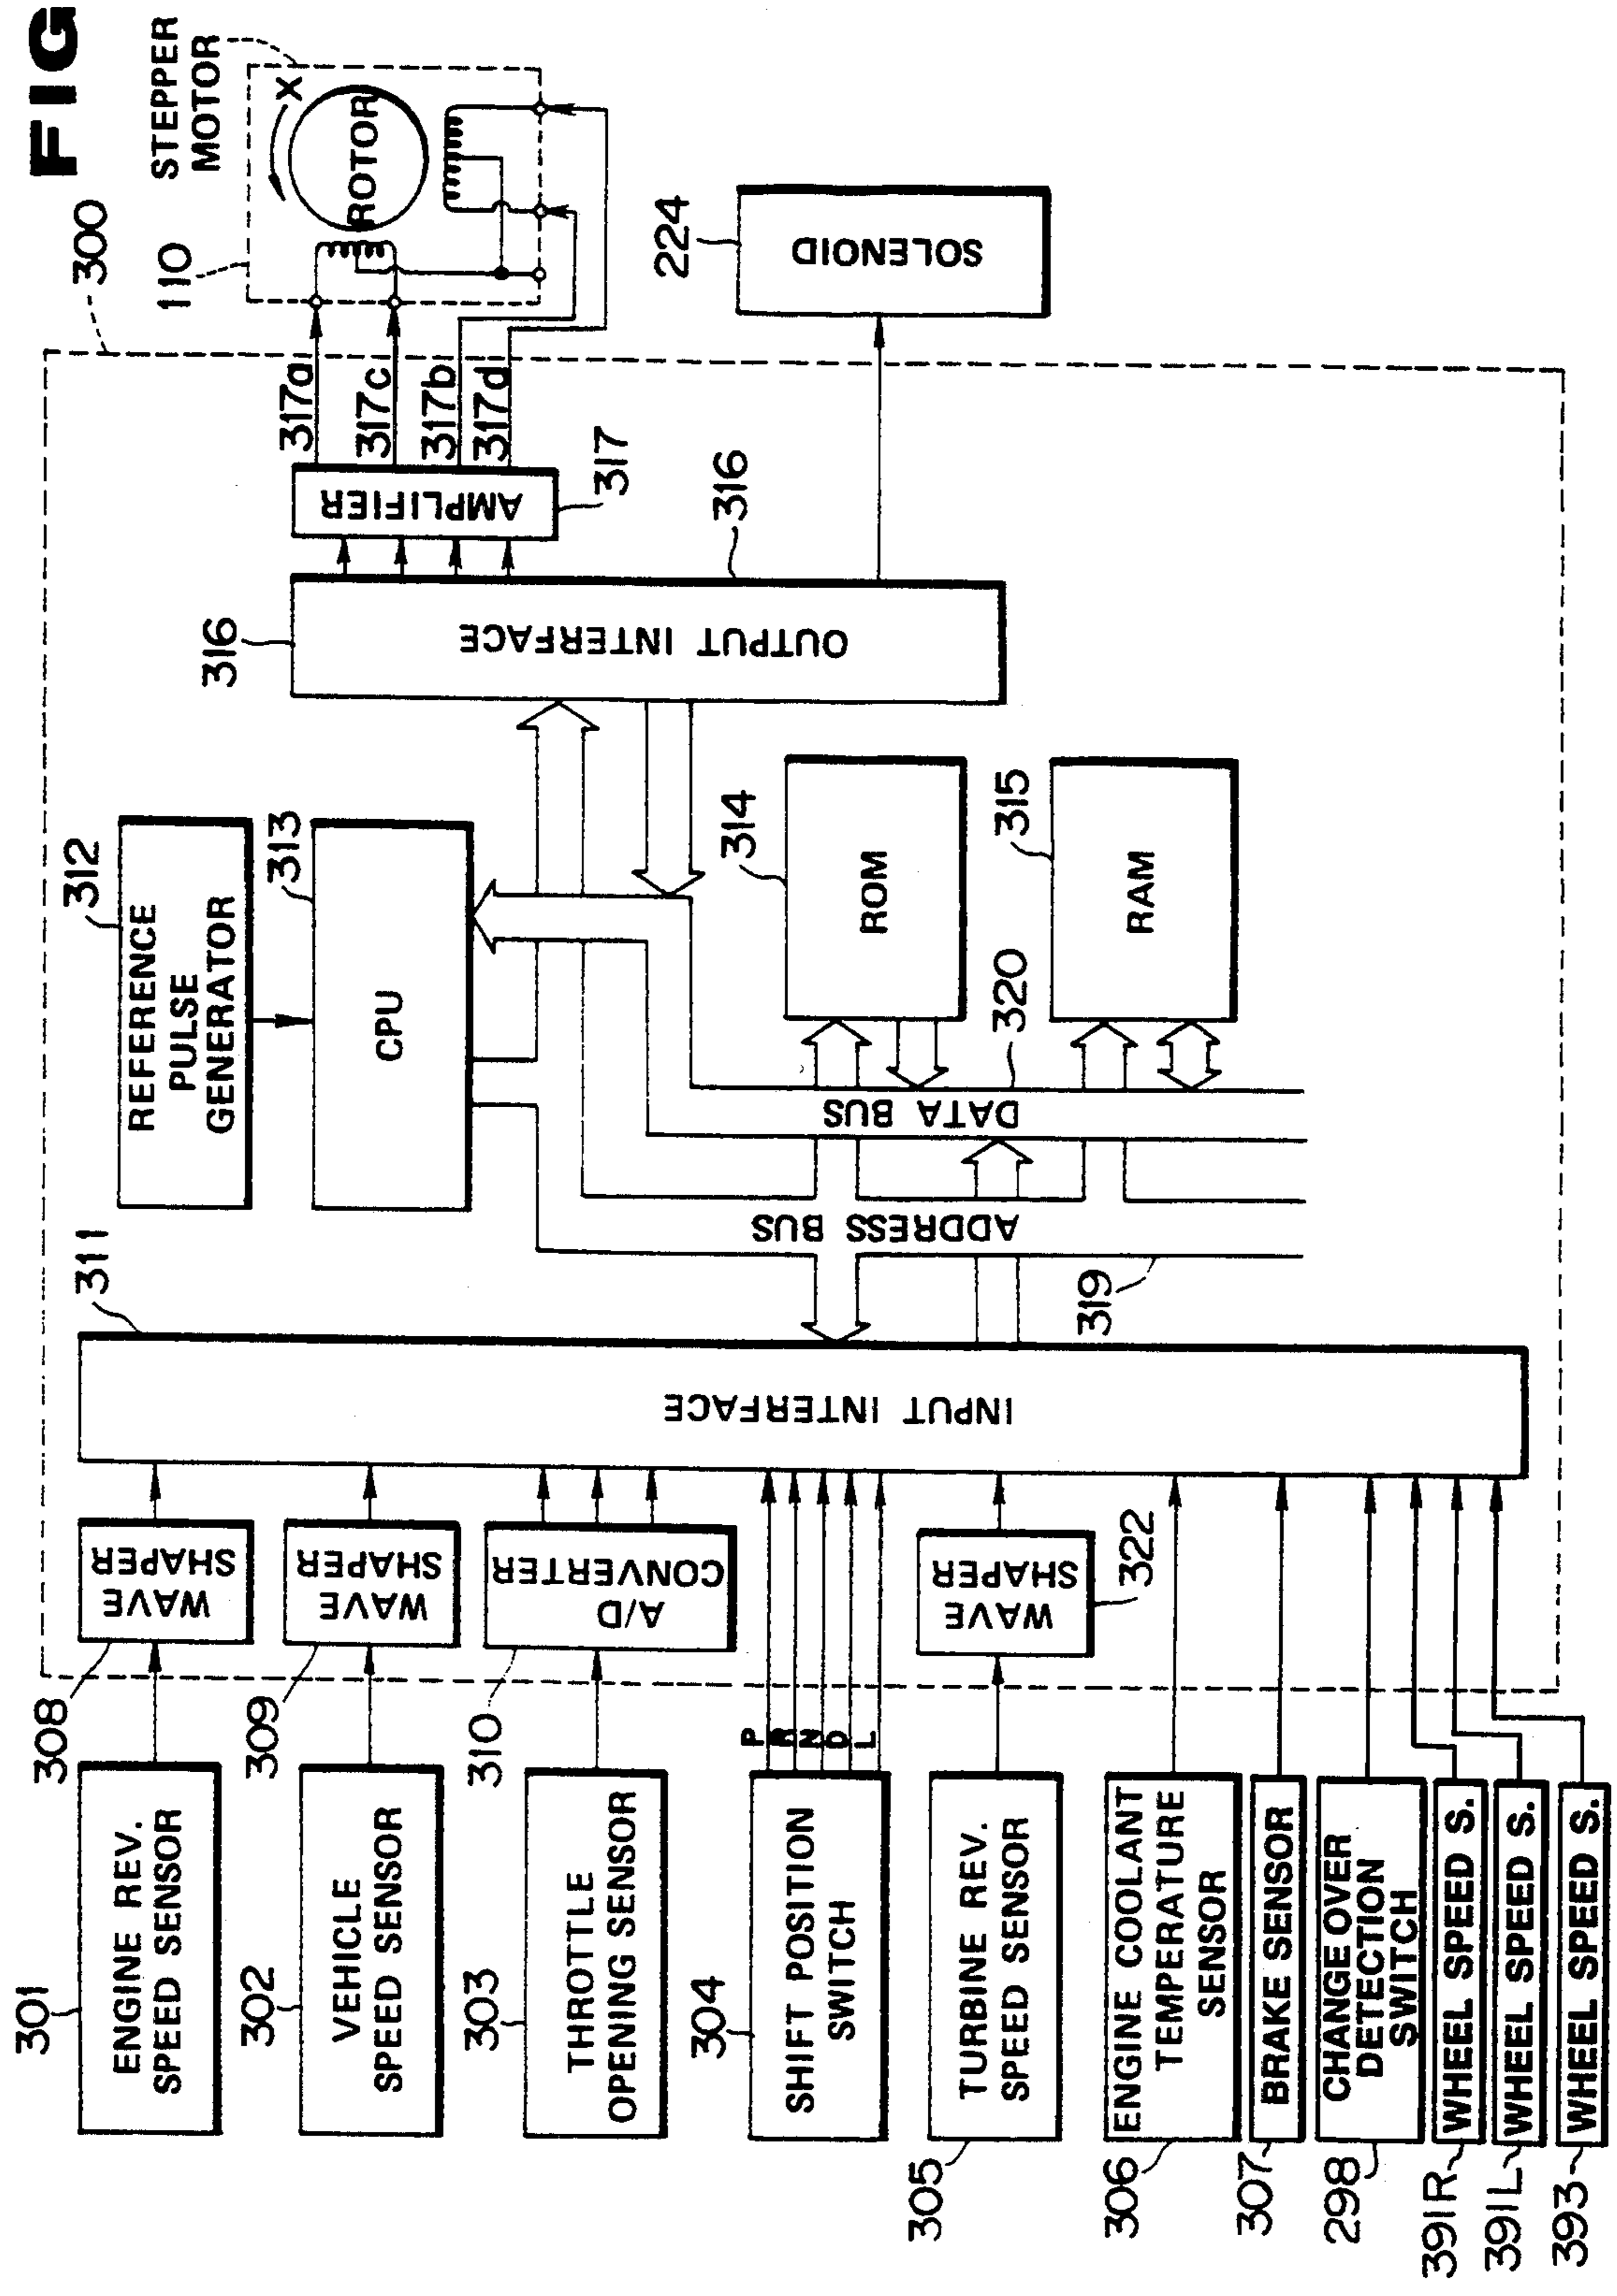 FIG
300
110
STEPPER
MOTOR
X
ROTOR
317a
317c
317b
317d
AMPLIFIER
317
224
SOLENOID
316
316
OUTPUT INTERFACE
312
REFERENCE
PULSE
GENERATOR
313
CPU
314
ROM
315
RAM
320
DATA BUS
ADDRESS BUS
319
311
INPUT INTERFACE
308
WAVE
SHAPER
309
WAVE
SHAPER
310
A/D
CONVERTER
P
R
N
D
L
WAVE
SHAPER
322
301
ENGINE REV.
SPEED SENSOR
302
VEHICLE
SPEED SENSOR
303
THROTTLE
OPENING SENSOR
304
SHIFT POSITION
SWITCH
305
TURBINE REV.
SPEED SENSOR
306
ENGINE COOLANT
TEMPERATURE
SENSOR
307
BRAKE SENSOR
298
CHANGE OVER
DETECTION
SWITCH
391R
WHEEL SPEED S.
391L
WHEEL SPEED S.
393
WHEEL SPEED S.